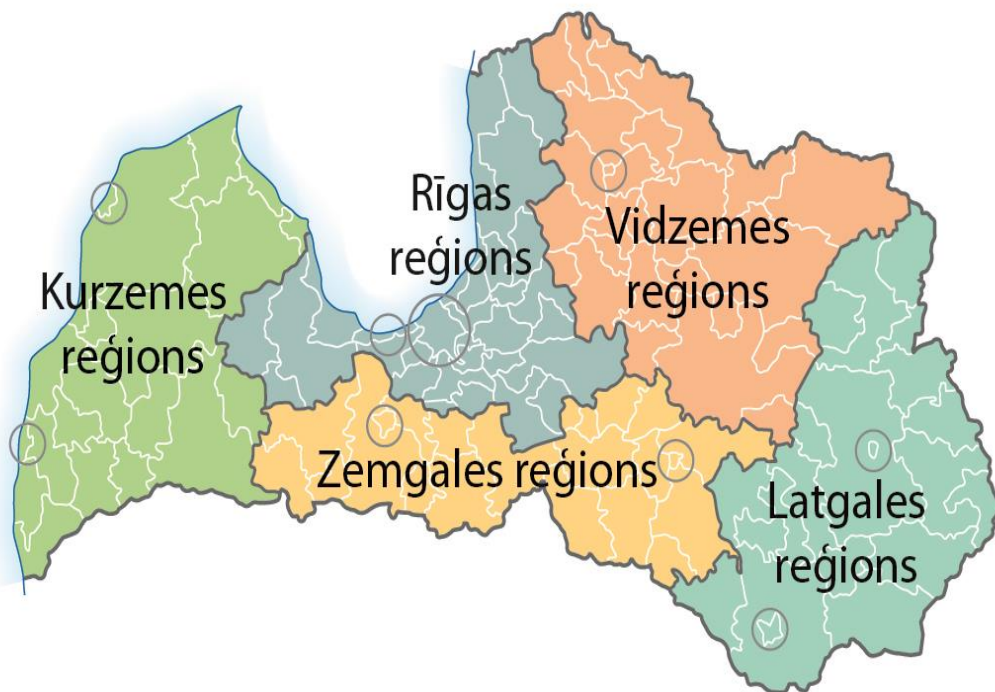 Rīgas
reģions
Vidzemes
reģions
Kurzemes
reģions
Zemgales reģions
Latgales
reģions